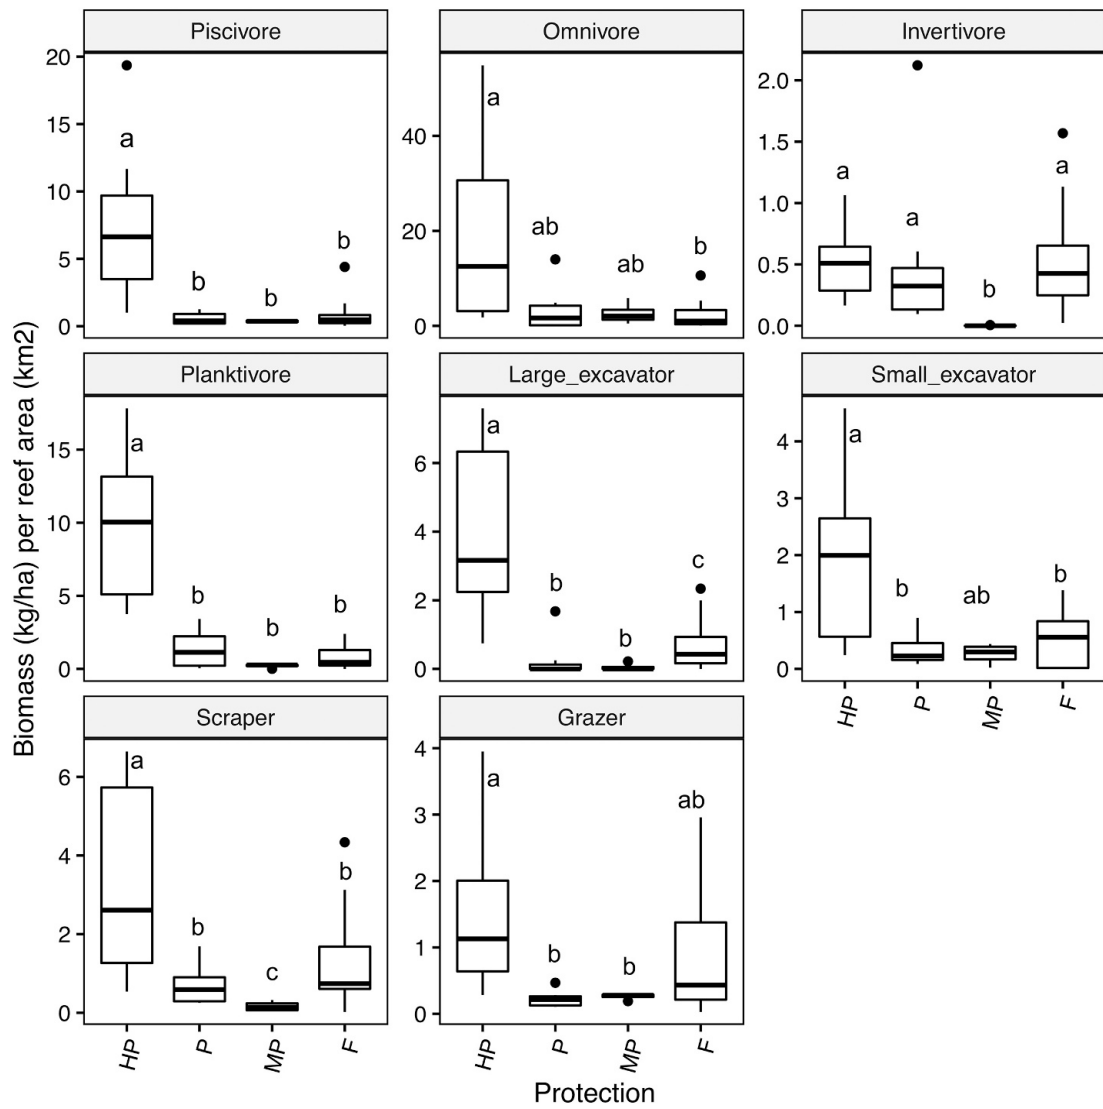 Piscivore
Omnivore
Invertivore
20
15
10
5
0
a
b
b
b
40
20
0
a
ab
ab
b
2.0
1.5
1.0
0.5
0.0
a
a
b
a
Biomass (kg/ha) per reef area (km2)
Planktivore
Large_excavator
Small_excavator
15
10
5
0
a
b
b
b
6
4
2
0
a
b
b
c
4
3
2
1
0
a
b
ab
b
HP P MP F
Scraper
Grazer
6
4
2
0
a
b
c
b
4
3
2
1
0
a
b
b
ab
HP P MP F
HP P MP F
Protection